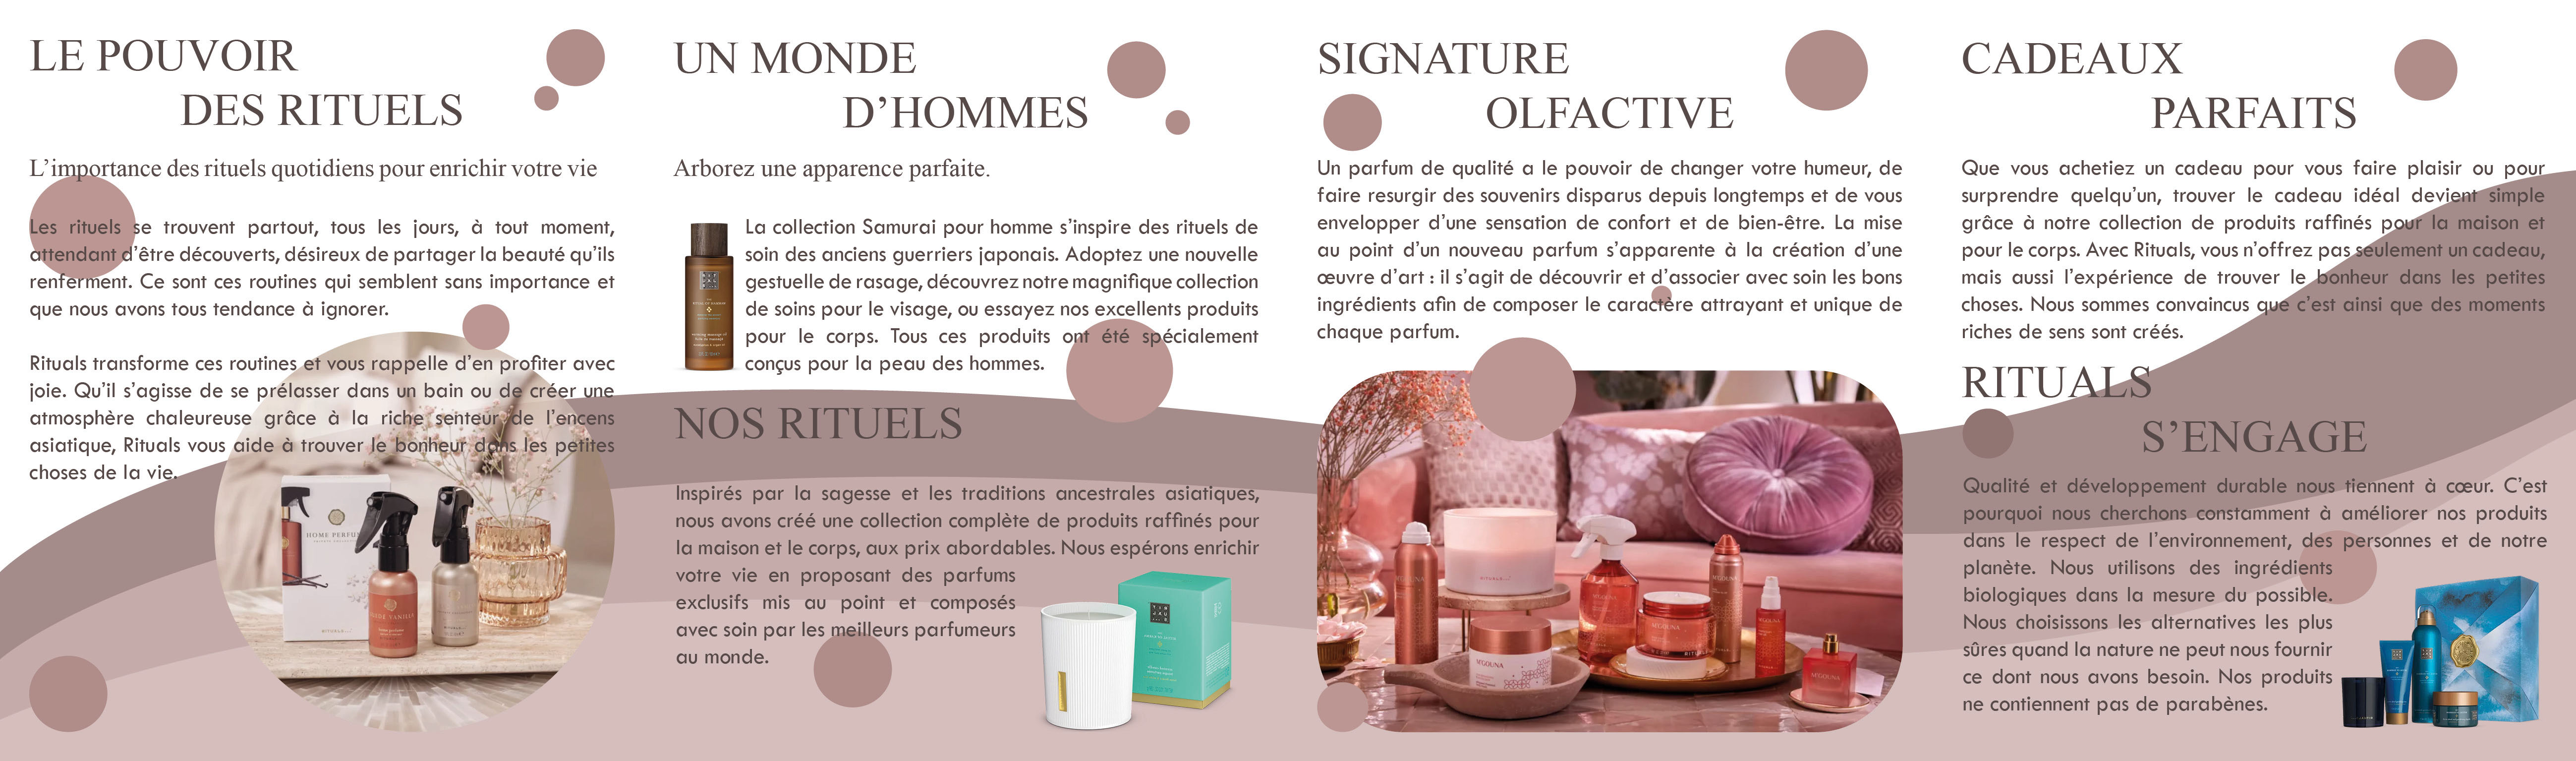 LE POUVOIR
DES RITUELS
L’importance des rituels quotidiens pour enrichir votre vie
Les rituels se trouvent partout, tous les jours, à tout moment,
attendant d’être découverts, désireux de partager la beauté qu’ils
renferment. Ce sont ces routines qui semblent sans importance et
que nous avons tous tendance à ignorer.
Rituals transforme ces routines et vous rappelle d’en profiter avec
joie. Qu’il s’agisse de se prélasser dans un bain ou de créer une
atmosphère chaleureuse grâce à la riche senteur de l’encens
asiatique, Rituals vous aide à trouver le bonheur dans les petites
choses de la vie.
HOME PERFU
UN MONDE
D’HOMMES
Arborez une apparence parfaite.
La collection Samurai pour homme s’inspire des rituels de
soin des anciens guerriers japonais. Adoptez une nouvelle
gestuelle de rasage, découvrez notre magnifique collection
de soins pour le visage, ou essayez nos excellents produits
pour le corps. Tous ces produits ont été spécialement
conçus pour la peau des hommes.
NOS RITUELS
Inspirés par la sagesse et les traditions ancestrales asiatiques,
nous avons créé une collection complète de produits raffinés pour
la maison et le corps, aux prix abordables. Nous espérons enrichir
votre vie en proposant des parfums
exclusifs mis au point et composés
avec soin par les meilleurs parfumeurs
au monde.
SIGNATURE
OLFACTIVE
Un parfum de qualité a le pouvoir de changer votre humeur, de
faire resurgir des souvenirs disparus depuis longtemps et de vous
envelopper d’une sensation de confort et de bien-être. La mise
au point d’un nouveau parfum s’apparente à la création d’une
œuvre d’art : il s’agit de découvrir et d’associer avec soin les bons
ingrédients afin de composer le caractère attrayant et unique de
chaque parfum.
CADEAUX
PARFAITS
Que vous achetiez un cadeau pour vous faire plaisir ou pour
surprendre quelqu’un, trouver le cadeau idéal devient simple
grâce à notre collection de produits raffinés pour la maison et
pour le corps. Avec Rituals, vous n’offrez pas seulement un cadeau,
mais aussi l’expérience de trouver le bonheur dans les petites
choses. Nous sommes convaincus que c’est ainsi que des moments
riches de sens sont créés.
RITUALS
S’ENGAGE
Qualité et développement durable nous tiennent à cœur. C’est
pourquoi nous cherchons constamment à améliorer nos produits
dans le respect de l’environnement, des personnes et de notre
planète. Nous utilisons des ingrédients
biologiques dans la mesure du possible.
Nous choisissons les alternatives les plus
sûres quand la nature ne peut nous fournir
ce dont nous avons besoin. Nos produits
ne contiennent pas de parabènes.